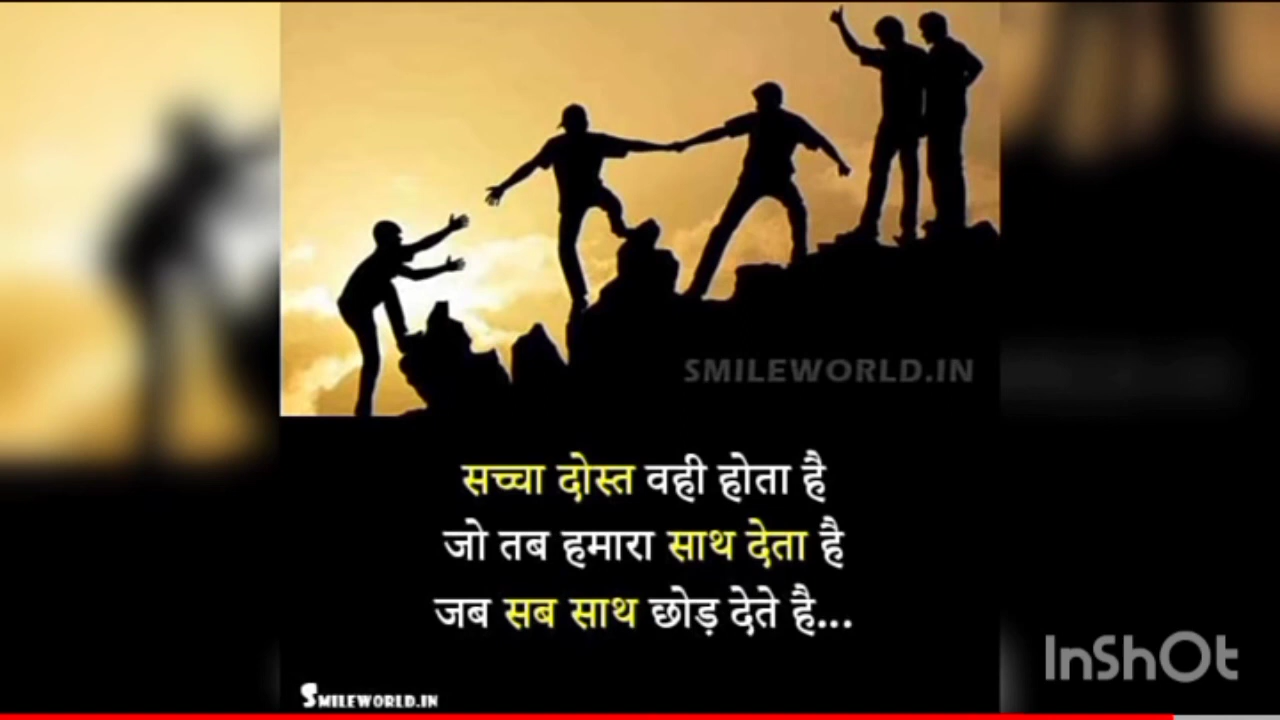 SMILEWORLD.IN
सच्चा दोस्त वही होता है
जो तब हमारा साथ देता है
जब सब साथ छोड़ देते है...
SMILEWORLD.IN
InShOt